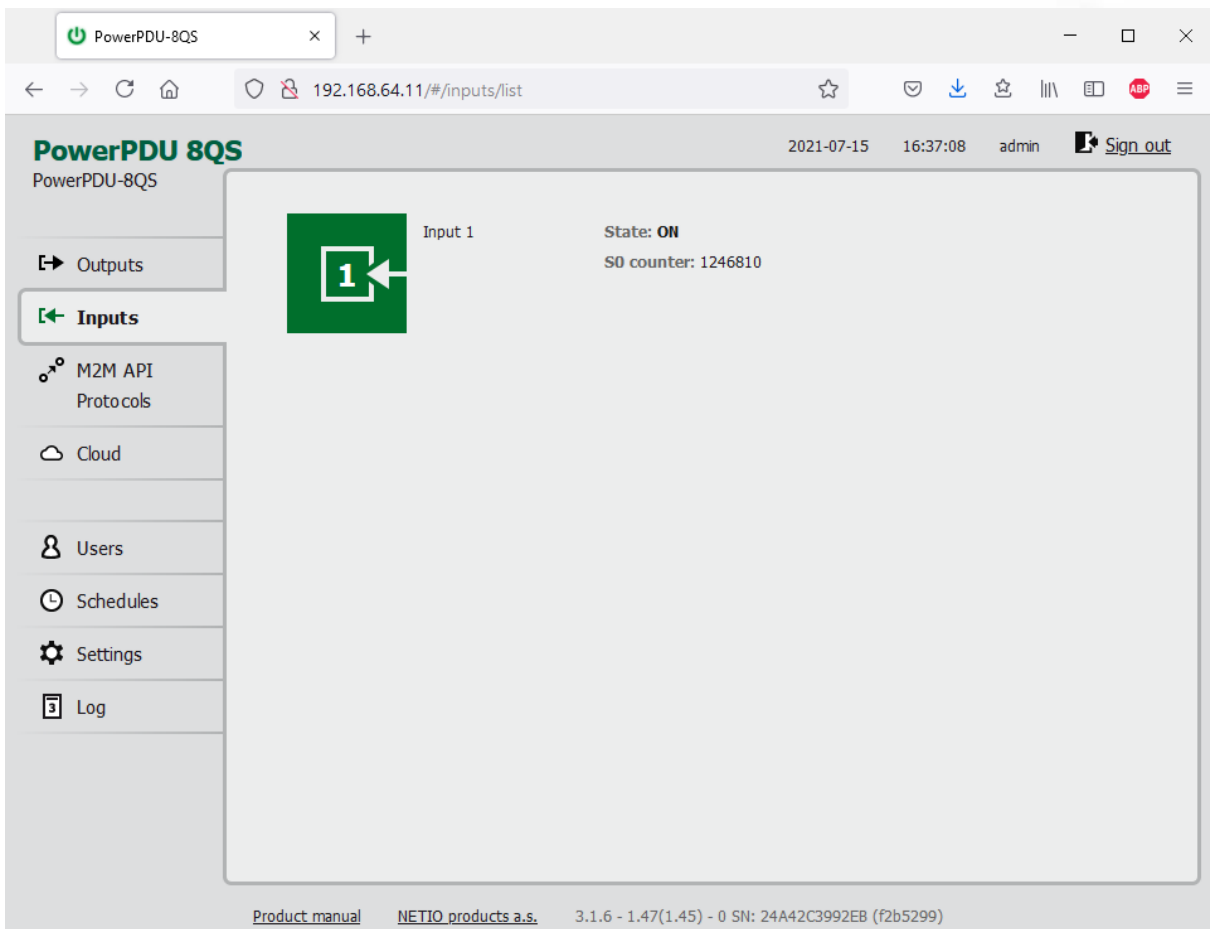 PowerPDU-8QS
192.168.64.11/#/inputs/list
ABP
PowerPDU 8QS
2021-07-15 16:37:08 admin Sign out
PowerPDU-8QS
Outputs
Inputs
M2M API
Protocols
Cloud
Users
Schedules
Settings
3 Log
1
Input 1 State: ON
S0 counter: 1246810
Product manual NETIO products a.s. 3.1.6 - 1.47(1.45) - 0 SN: 24A42C3992EB (f2b5299)